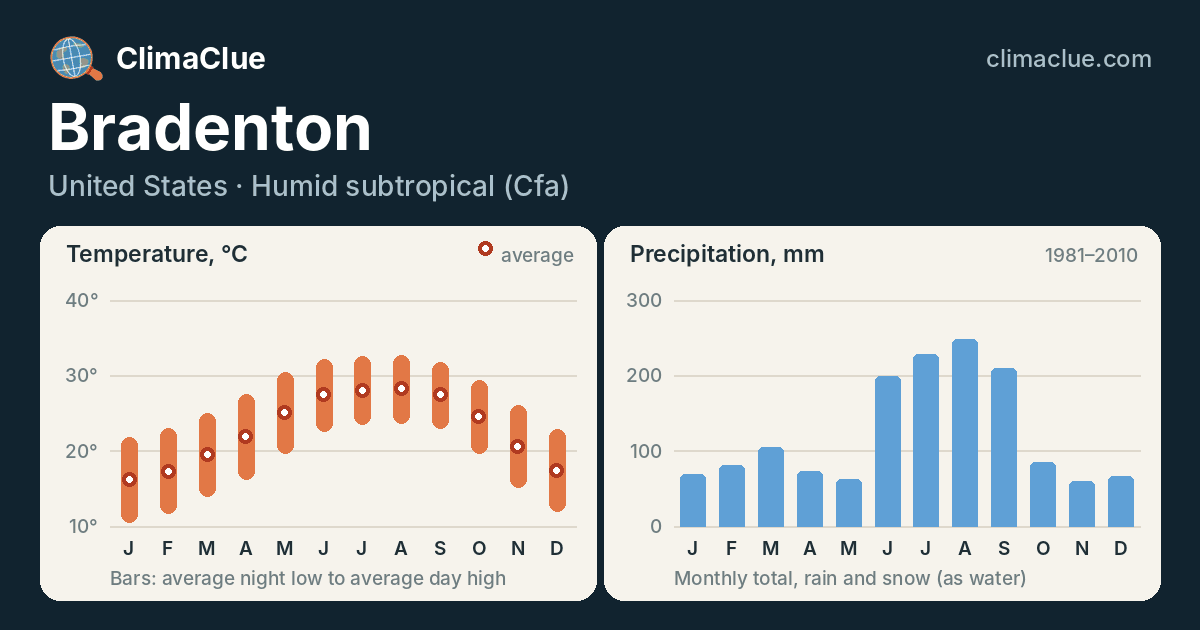 ClimaClue
climaclue.com
Bradenton
United States · Humid subtropical (Cfa)
Temperature, °C
average
40°
30°
20°
10°
J F M A M J J A S O N D
Bars: average night low to average day high
Precipitation, mm
1981–2010
300
200
100
0
J F M A M J J A S O N D
Monthly total, rain and snow (as water)